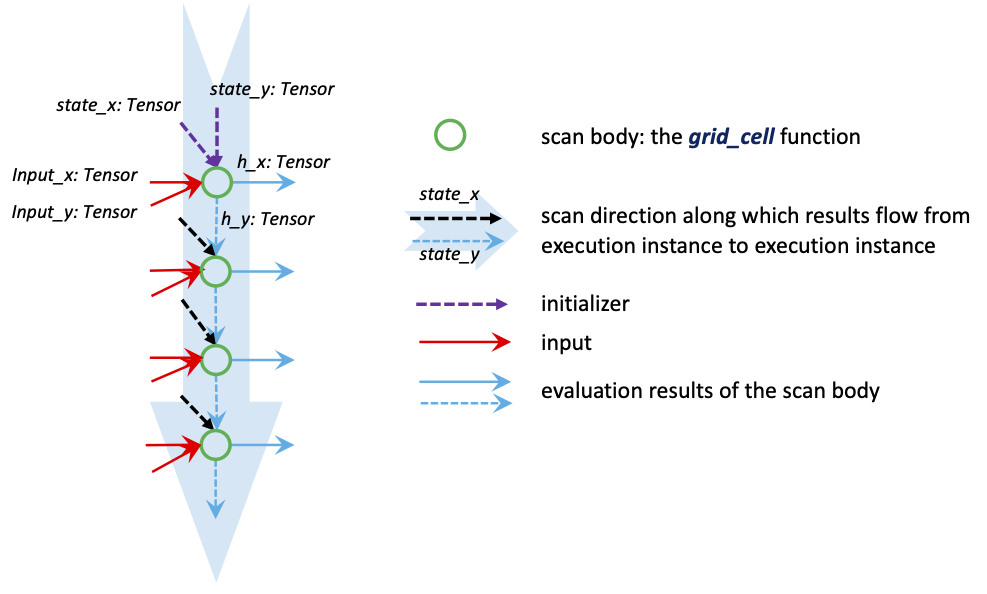 state_y: Tensor
state_x: Tensor
h_x: Tensor
Input_x: Tensor
Input_y: Tensor
h_y: Tensor
scan body: the grid_cell function
state_x
scan direction along which results flow from
execution instance to execution instance
state_y
initializer
input
evaluation results of the scan body